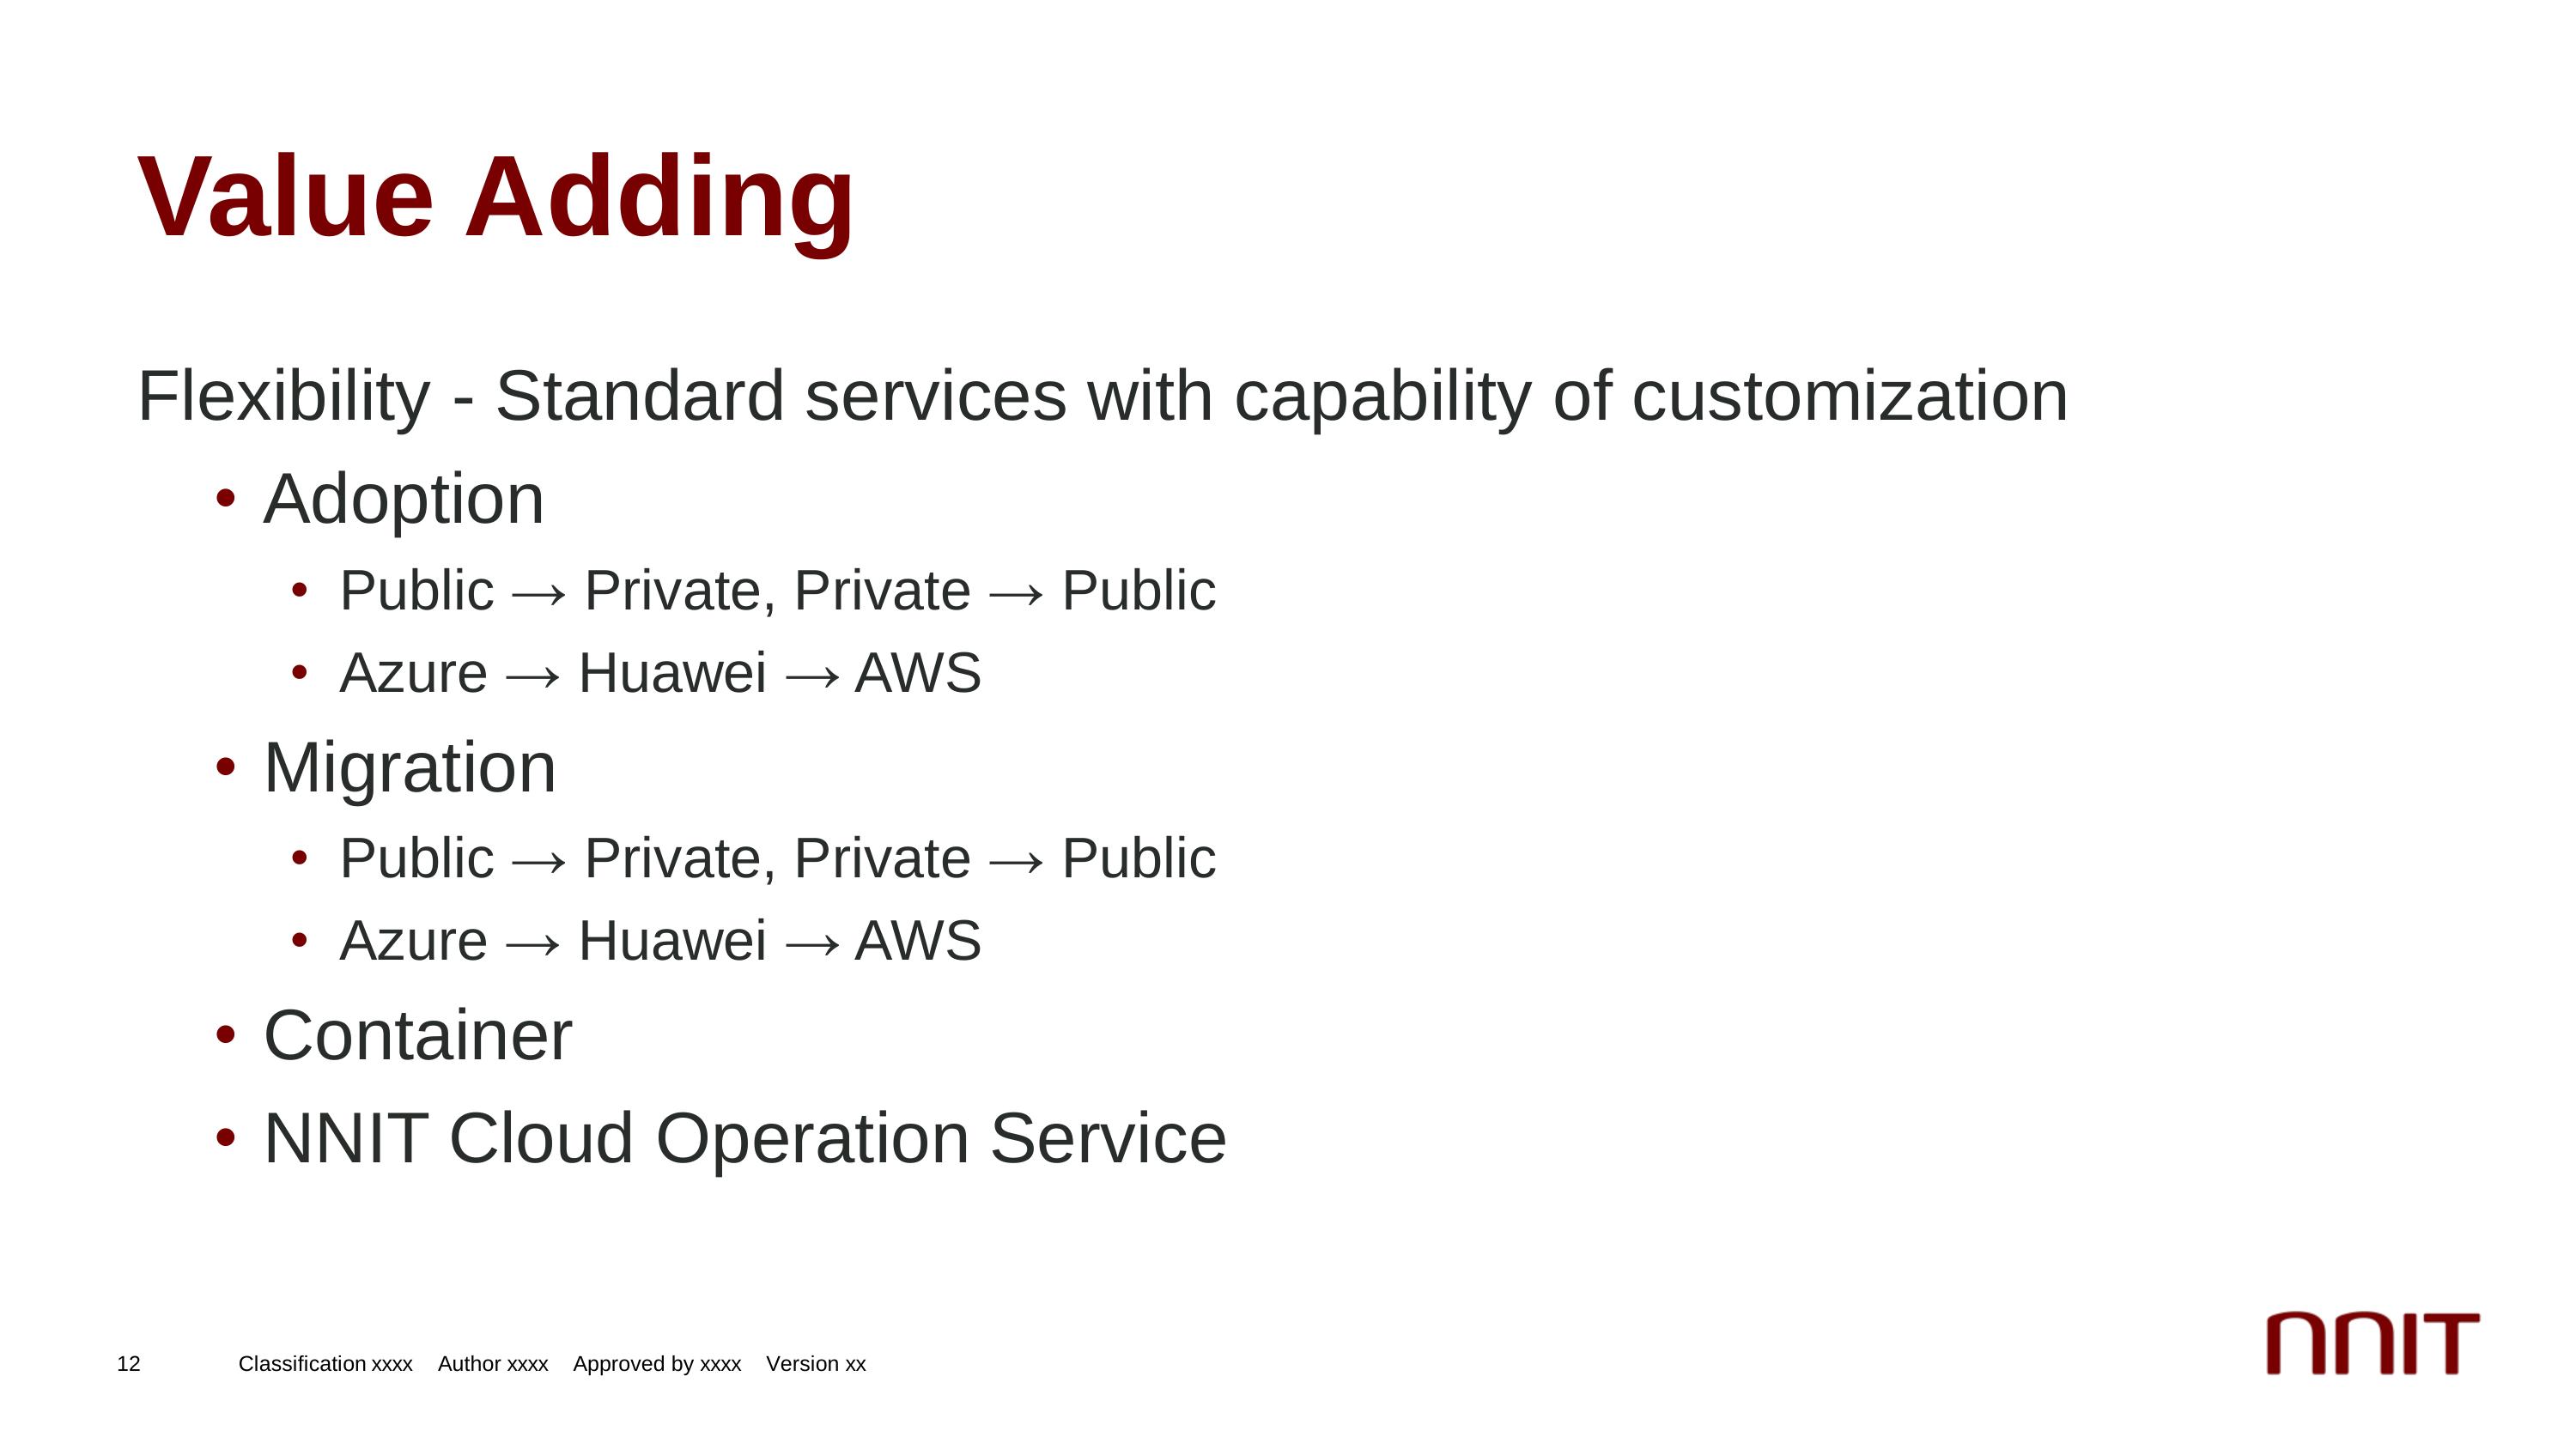 Value Adding
Flexibility - Standard services with capability of customization
• Adoption
• Public → Private, Private → Public
• Azure → Huawei → AWS
• Migration
• Public → Private, Private → Public
• Azure → Huawei → AWS
• Container
• NNIT Cloud Operation Service
12 Classification xxxx Author xxxx Approved by xxxx Version xx
nnIT